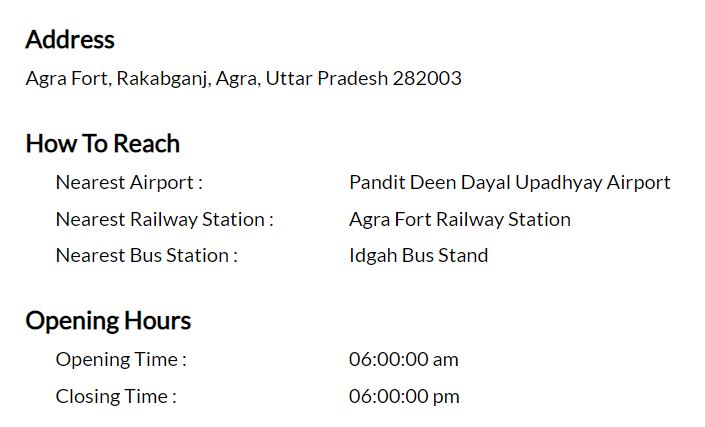 Address
Agra Fort, Rakabganj, Agra, Uttar Pradesh 282003
How To Reach
Nearest Airport : Pandit Deen Dayal Upadhyay Airport
Nearest Railway Station : Agra Fort Railway Station
Nearest Bus Station : Idgah Bus Stand
Opening Hours
Opening Time : 06:00:00 am
Closing Time : 06:00:00 pm